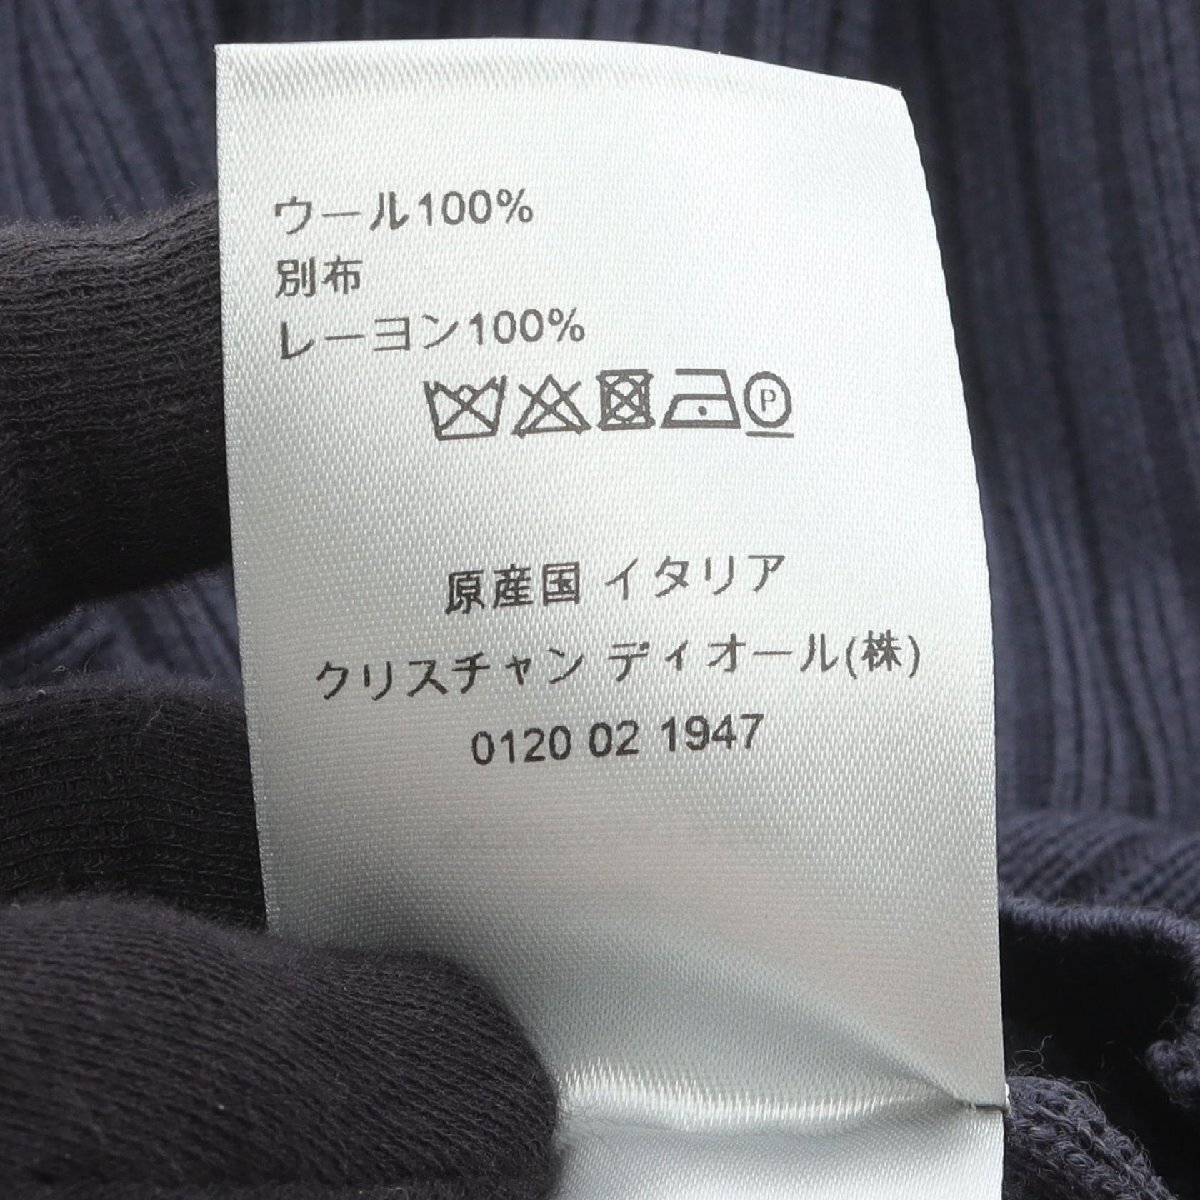 ウール100%
別布
レーヨン100%
P
原産国 イタリア
クリスチャン ディオール(株)
0120 02 1947